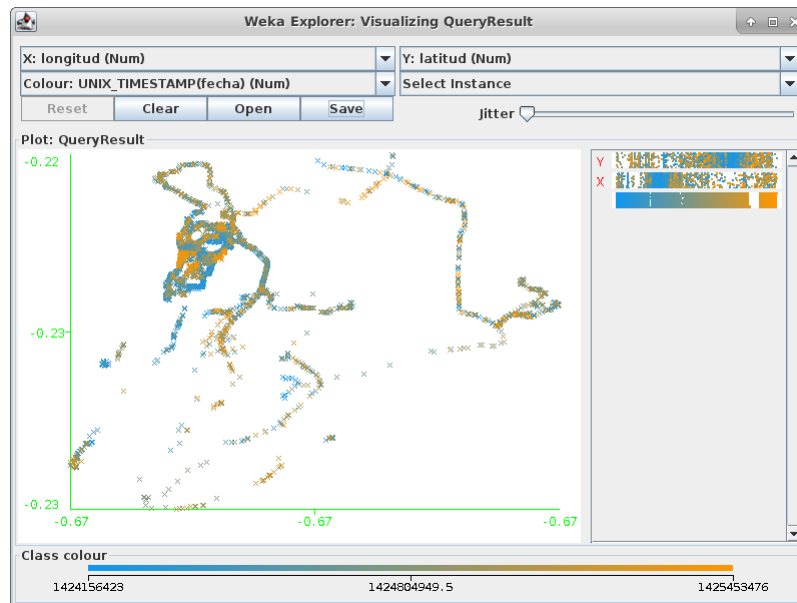 Weka Explorer: Visualizing QueryResult
X: longitud (Num) Y: latitud (Num)
Colour: UNIX_TIMESTAMP(fecha) (Num) Select Instance
Reset Clear Open Save Jitter
Plot: QueryResult
-0.22
Y
X
-0.23
-0.23
-0.67 -0.67 -0.67
Class colour
1424156423 1424804949.5 1425453476